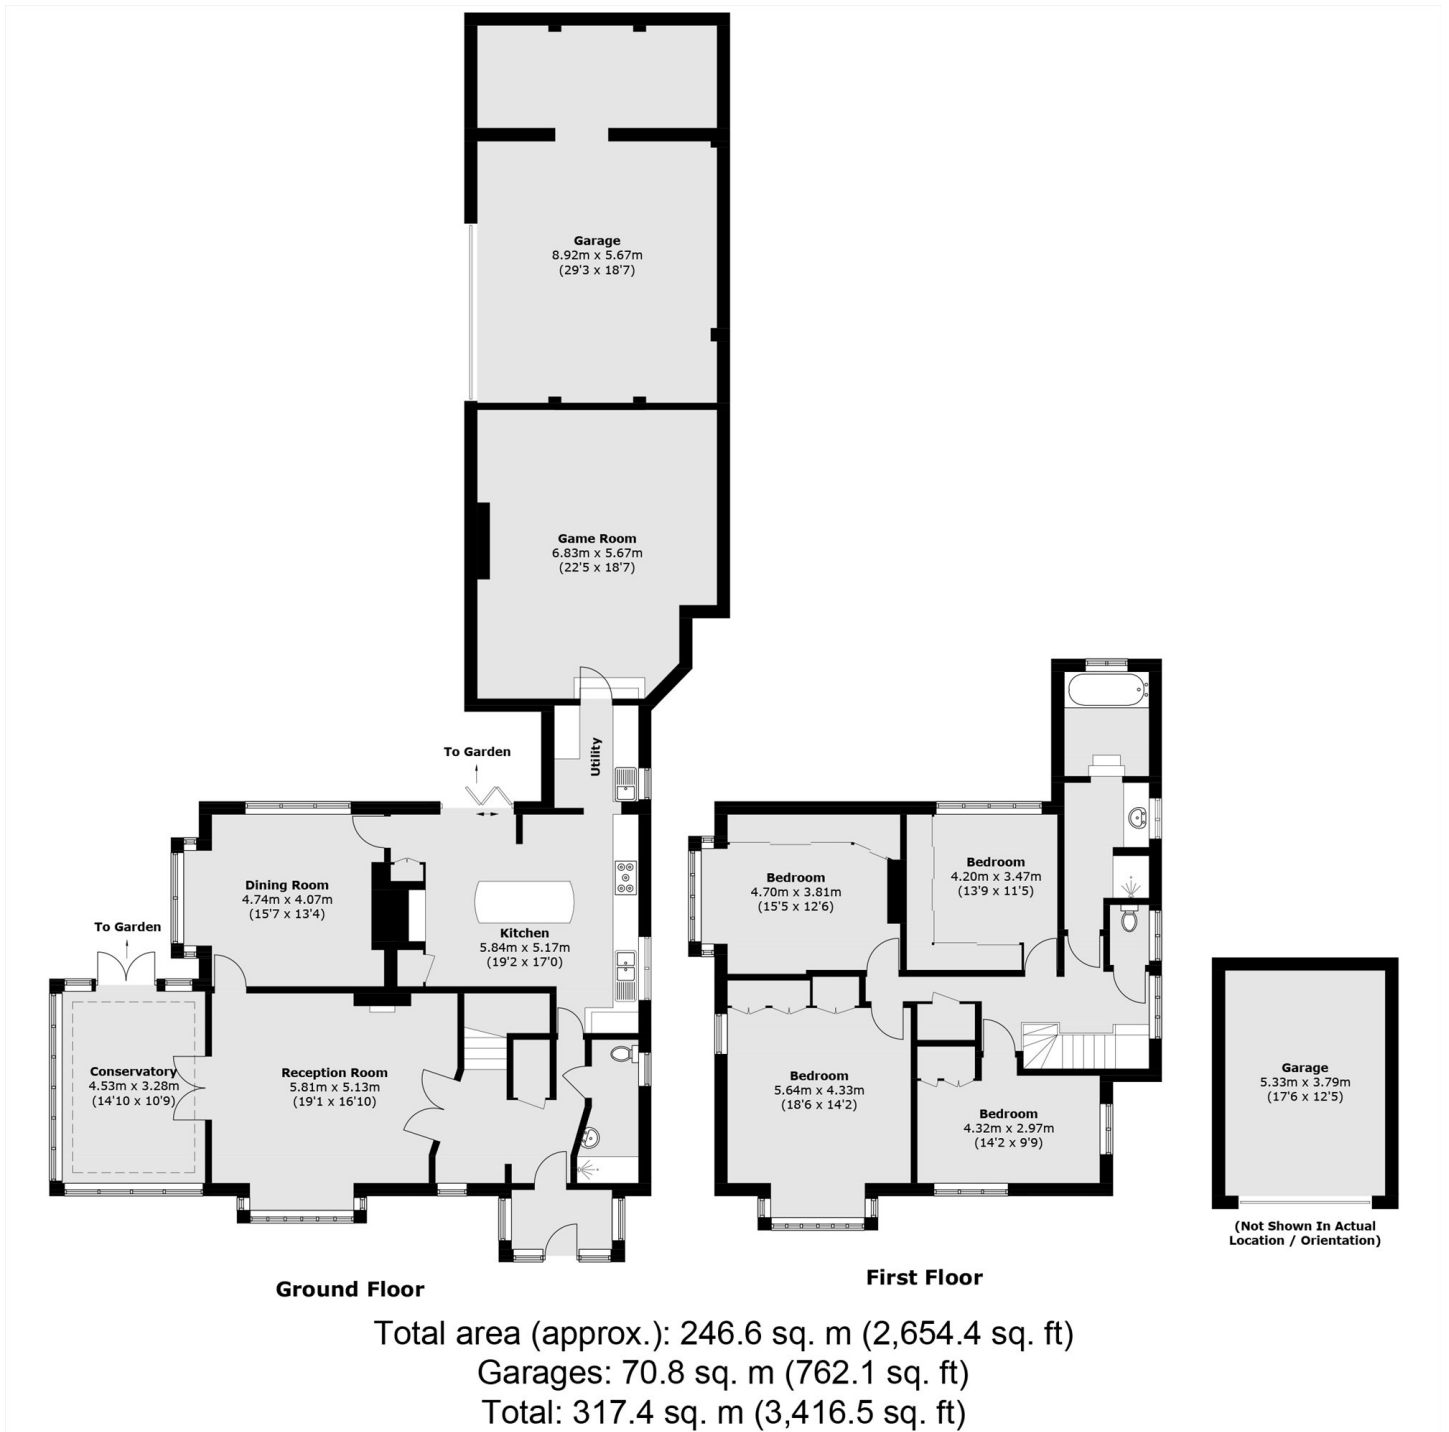 Garage
8.92m x 5.67m
(29'3 x 18'7)
Game Room
6.83m x 5.67m
(22'5 x 18'7)
Utility
To Garden
Dining Room
4.74m x 4.07m
(15'7 x 13'4)
To Garden
Kitchen
5.84m x 5.17m
(19'2 x 17'0)
Conservatory
4.53m x 3.28m
(14'10 x 10'9)
Reception Room
5.81m x 5.13m
(19'1 x 16'10)
Ground Floor
Bedroom
4.70m x 3.81m
(15'5 x 12'6)
Bedroom
4.20m x 3.47m
(13'9 x 11'5)
Bedroom
5.64m x 4.33m
(18'6 x 14'2)
Bedroom
4.32m x 2.97m
(14'2 x 9'9)
First Floor
Garage
5.33m x 3.79m
(17'6 x 12'5)
(Not Shown In Actual
Location / Orientation)
Total area (approx.): 246.6 sq. m (2,654.4 sq. ft)
Garages: 70.8 sq. m (762.1 sq. ft)
Total: 317.4 sq. m (3,416.5 sq. ft)